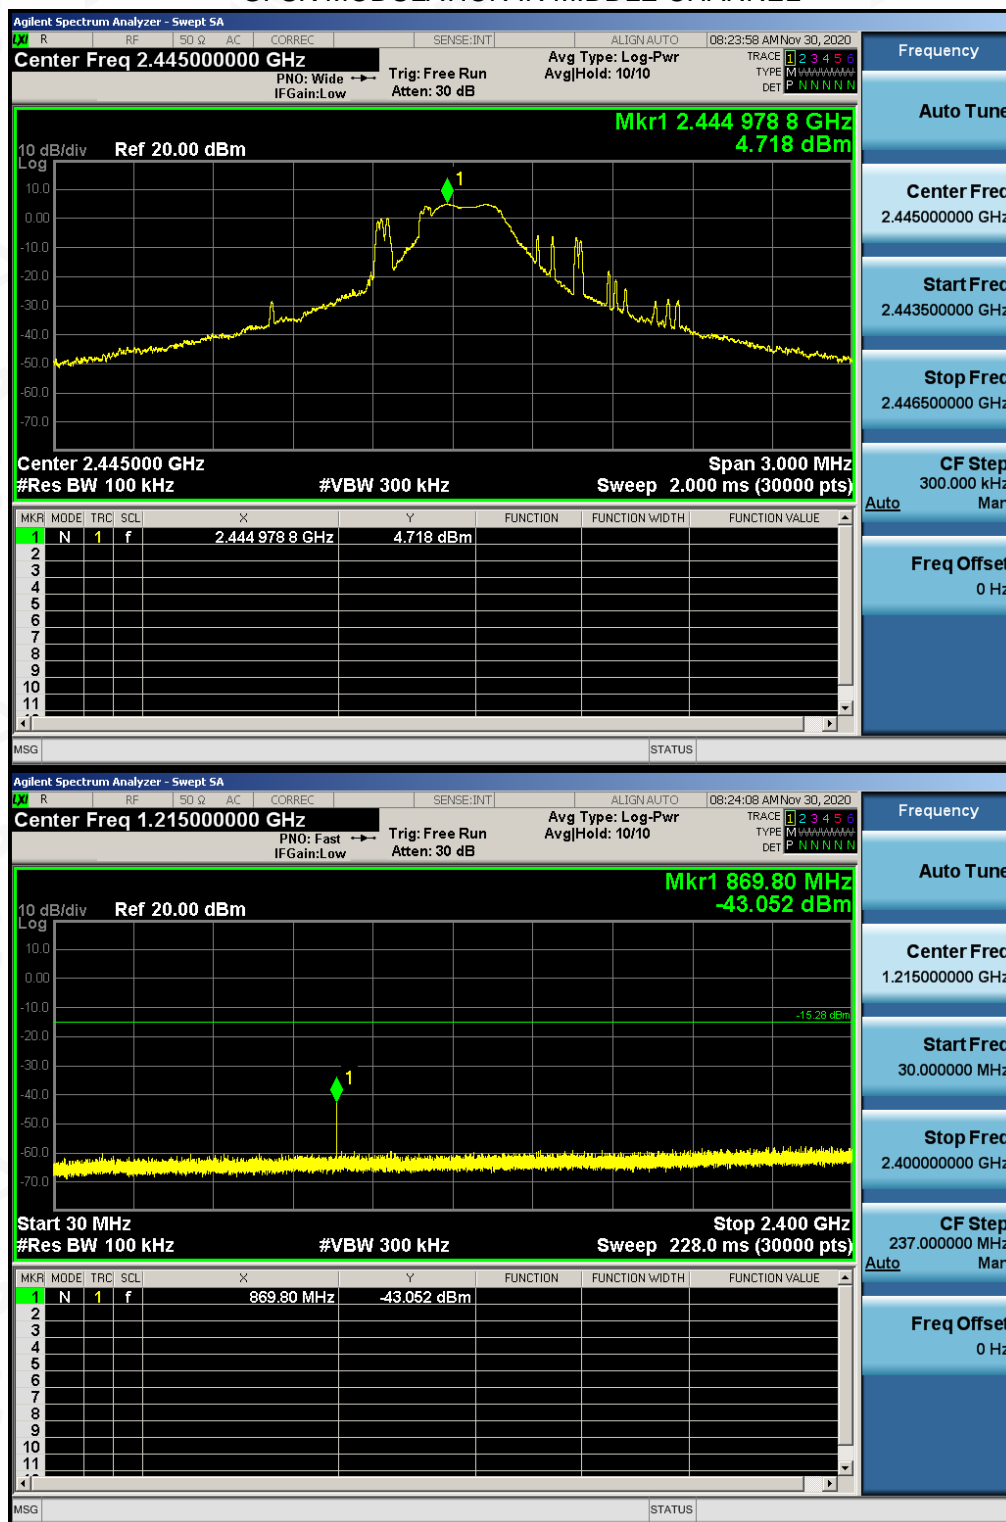 Agilent Spectrum Analyzer - Swept SA
LXI R RF 50 Ω AC CORREC SENSE:INT ALIGN AUTO 08:23:58 AM Nov 30, 2020
Center Freq 2.445000000 GHz
PNO: Wide
IFGain:Low
Trig: Free Run
Atten: 30 dB
Avg Type: Log-Pwr
Avg|Hold: 10/10
TRACE 1 2 3 4 5 6
TYPE M
DET P N N N N N
Mkr1 2.444 978 8 GHz
4.718 dBm
10 dB/div Ref 20.00 dBm
Log
10.0
0.00
-10.0
-20.0
-30.0
-40.0
-50.0
-60.0
-70.0
1
Center 2.445000 GHz Span 3.000 MHz
#Res BW 100 kHz #VBW 300 kHz Sweep 2.000 ms (30000 pts)
MKR MODE TRC SCL X Y FUNCTION FUNCTION WIDTH FUNCTION VALUE
1 N 1 f 2.444 978 8 GHz 4.718 dBm
2
3
4
5
6
7
8
9
10
11
MSG STATUS
Frequency
Auto Tune
Center Freq
2.445000000 GHz
Start Freq
2.443500000 GHz
Stop Freq
2.446500000 GHz
CF Step
300.000 kHz
Auto Man
Freq Offset
0 Hz
Agilent Spectrum Analyzer - Swept SA
LXI R RF 50 Ω AC CORREC SENSE:INT ALIGN AUTO 08:24:08 AM Nov 30, 2020
Center Freq 1.215000000 GHz
PNO: Fast
IFGain:Low
Trig: Free Run
Atten: 30 dB
Avg Type: Log-Pwr
Avg|Hold: 10/10
TRACE 1 2 3 4 5 6
TYPE M
DET P N N N N N
Mkr1 869.80 MHz
-43.052 dBm
10 dB/div Ref 20.00 dBm
Log
10.0
0.00
-10.0
-20.0
-30.0
-40.0
-50.0
-60.0
-70.0
-15.28 dBm
1
Start 30 MHz Stop 2.400 GHz
#Res BW 100 kHz #VBW 300 kHz Sweep 228.0 ms (30000 pts)
MKR MODE TRC SCL X Y FUNCTION FUNCTION WIDTH FUNCTION VALUE
1 N 1 f 869.80 MHz -43.052 dBm
2
3
4
5
6
7
8
9
10
11
MSG STATUS
Frequency
Auto Tune
Center Freq
1.215000000 GHz
Start Freq
30.000000 MHz
Stop Freq
2.400000000 GHz
CF Step
237.000000 MHz
Auto Man
Freq Offset
0 Hz